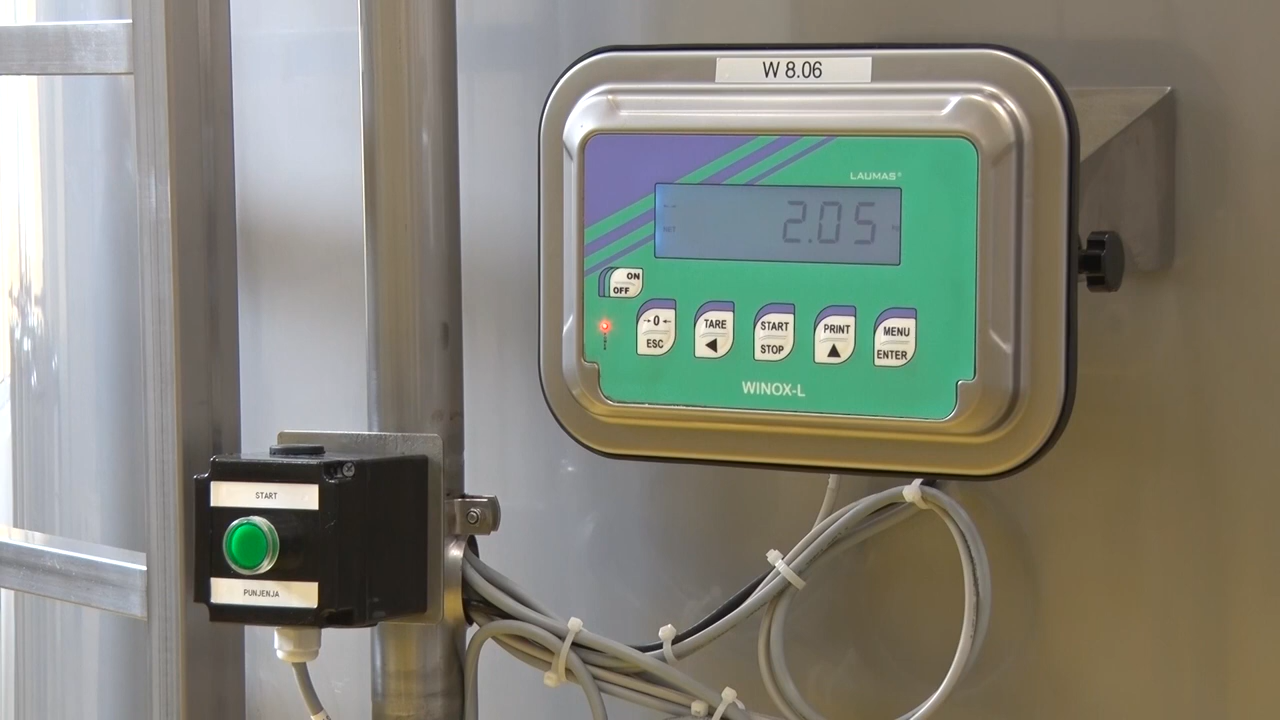 W 8.06
LAUMAS®
2.05
NET
kg
ON
OFF
→0←
ESC
TARE
START
STOP
PRINT
MENU
ENTER
WINOX-L
START
PUNJENJA